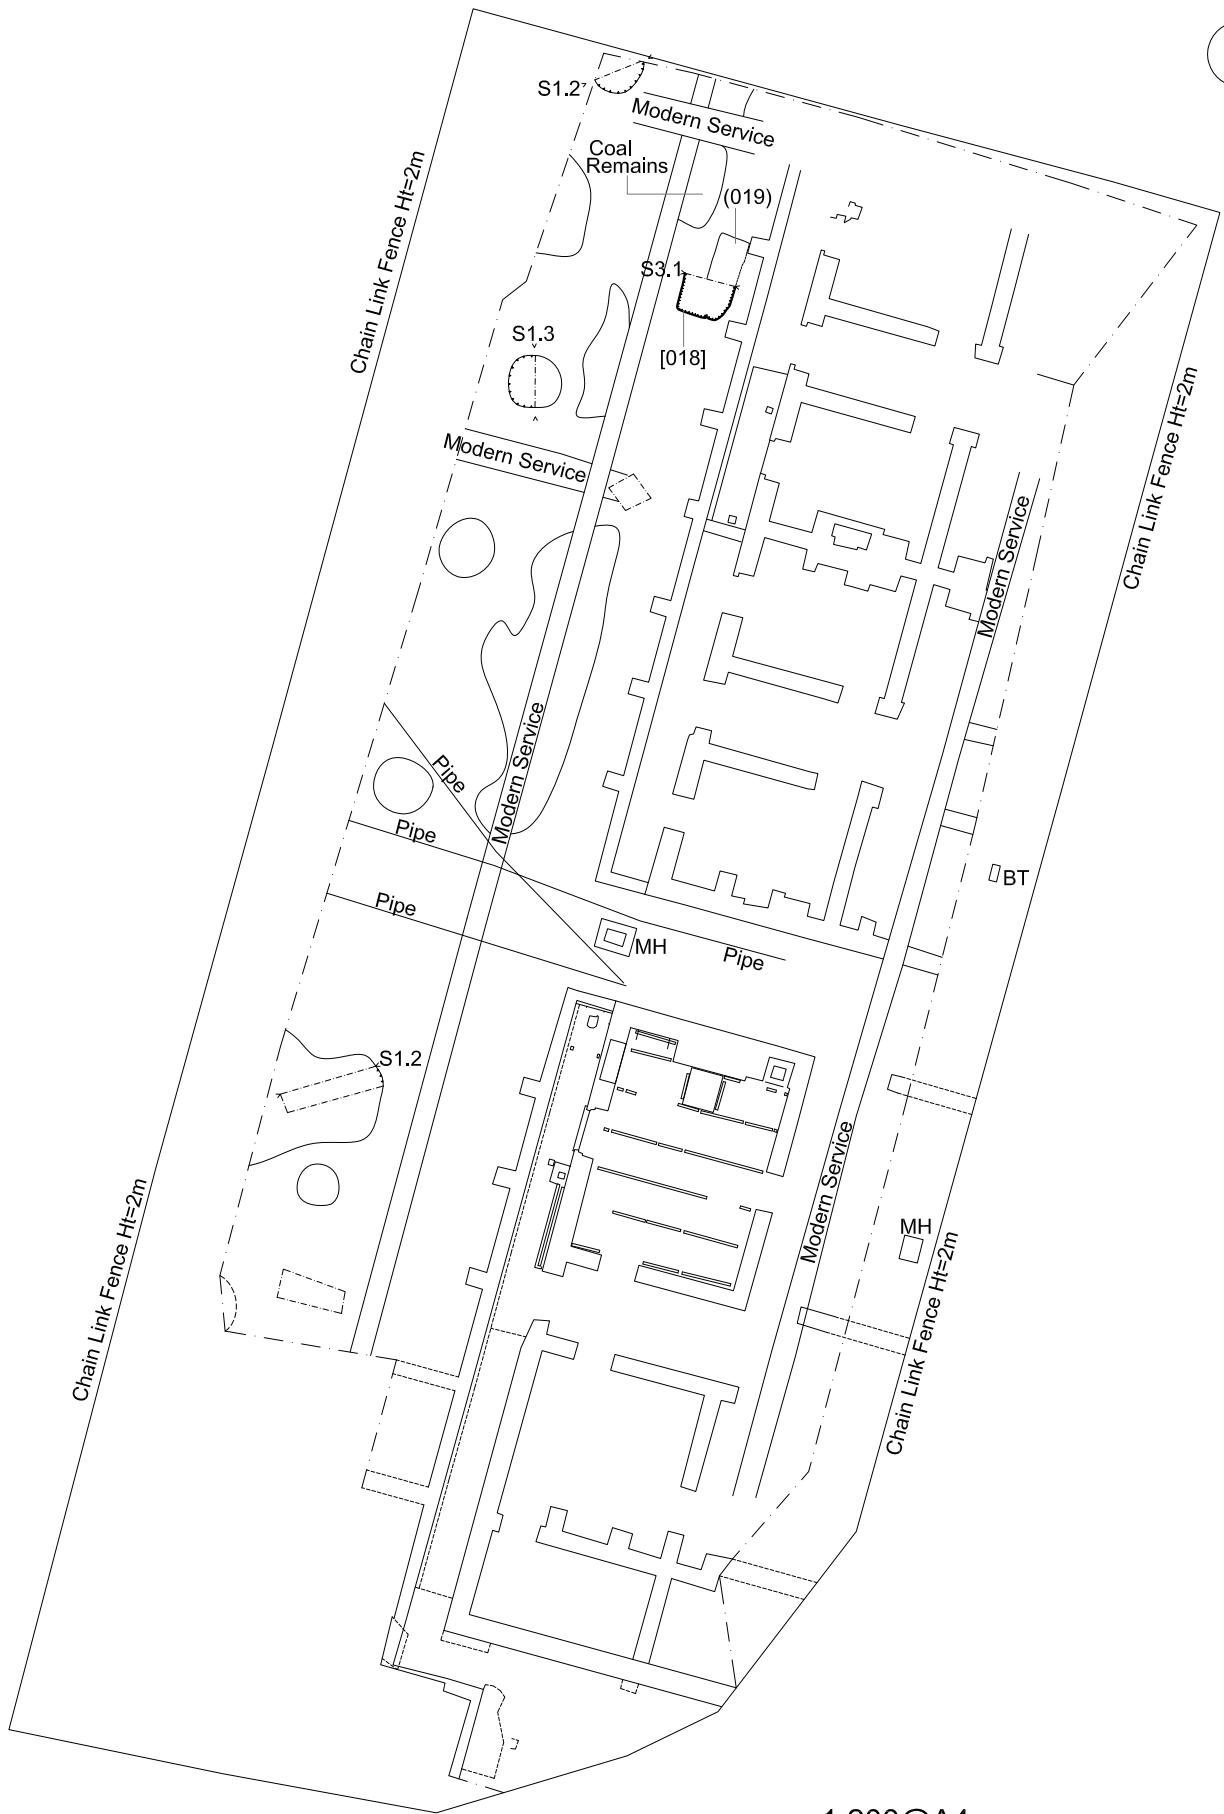 S1.2
Modern Service
Coal
Remains
(019)
Chain Link Fence Ht=2m
S3.1
S1.3
[018]
Chain Link Fence Ht=2m
Modern Service
Modern Service
Modern Service
Pipe
Pipe
BT
Pipe
MH
Pipe
S1.2
Modern Service
MH
Chain Link Fence Ht=2m
Chain Link Fence Ht=2m